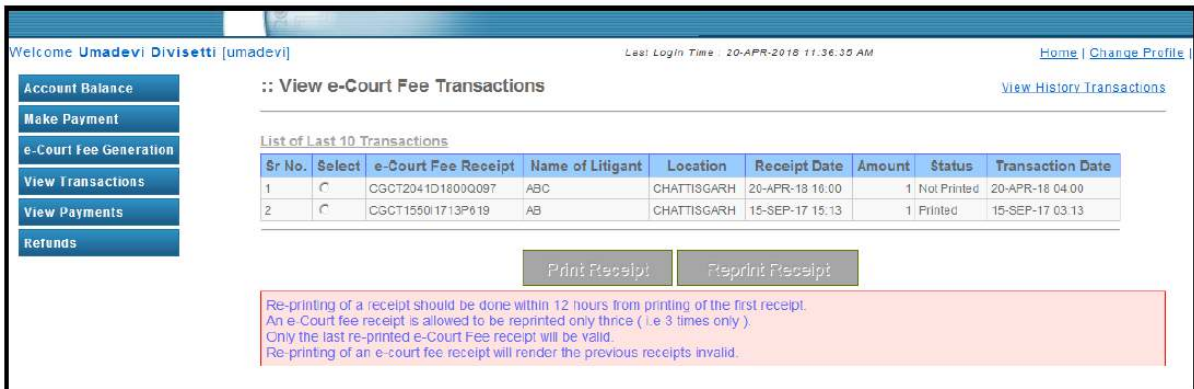 Welcome Umadevi Divisetti [umadevi] Last Login Time : 20-APR-2018 11:36:35 AM Home | Change Profile |
Account Balance
Make Payment
e-Court Fee Generation
View Transactions
View Payments
Refunds
:: View e-Court Fee Transactions View History Transactions
List of Last 10 Transactions
Sr No. Select e-Court Fee Receipt Name of Litigant Location Receipt Date Amount Status Transaction Date
1 CGCT2041D1800Q097 ABC CHATTISGARH 20-APR-18 16:00 1 Not Printed 20-APR-18 04:00
2 CGCT1550I1713P619 AB CHATTISGARH 15-SEP-17 15:13 1 Printed 15-SEP-17 03:13
Print Receipt Reprint Receipt
Re-printing of a receipt should be done within 12 hours from printing of the first receipt.
An e-Court fee receipt is allowed to be reprinted only thrice ( i.e 3 times only ).
Only the last re-printed e-Court Fee receipt will be valid.
Re-printing of an e-court fee receipt will render the previous receipts invalid.